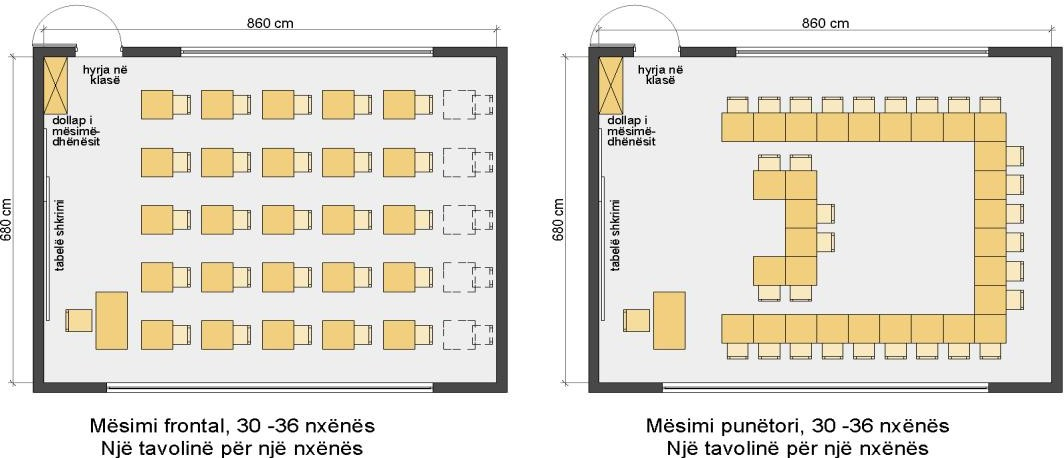 860 cm
hyrja në
klasë
dollap i
mësimë-
dhënësit
tabelë shkrimi
680 cm
Mësimi frontal, 30 -36 nxënës
Një tavolinë për një nxënës
860 cm
hyrja në
klasë
dollap i
mësimë-
dhënësit
tabelë shkrimi
680 cm
Mësimi punëtori, 30 -36 nxënës
Një tavolinë për një nxënës